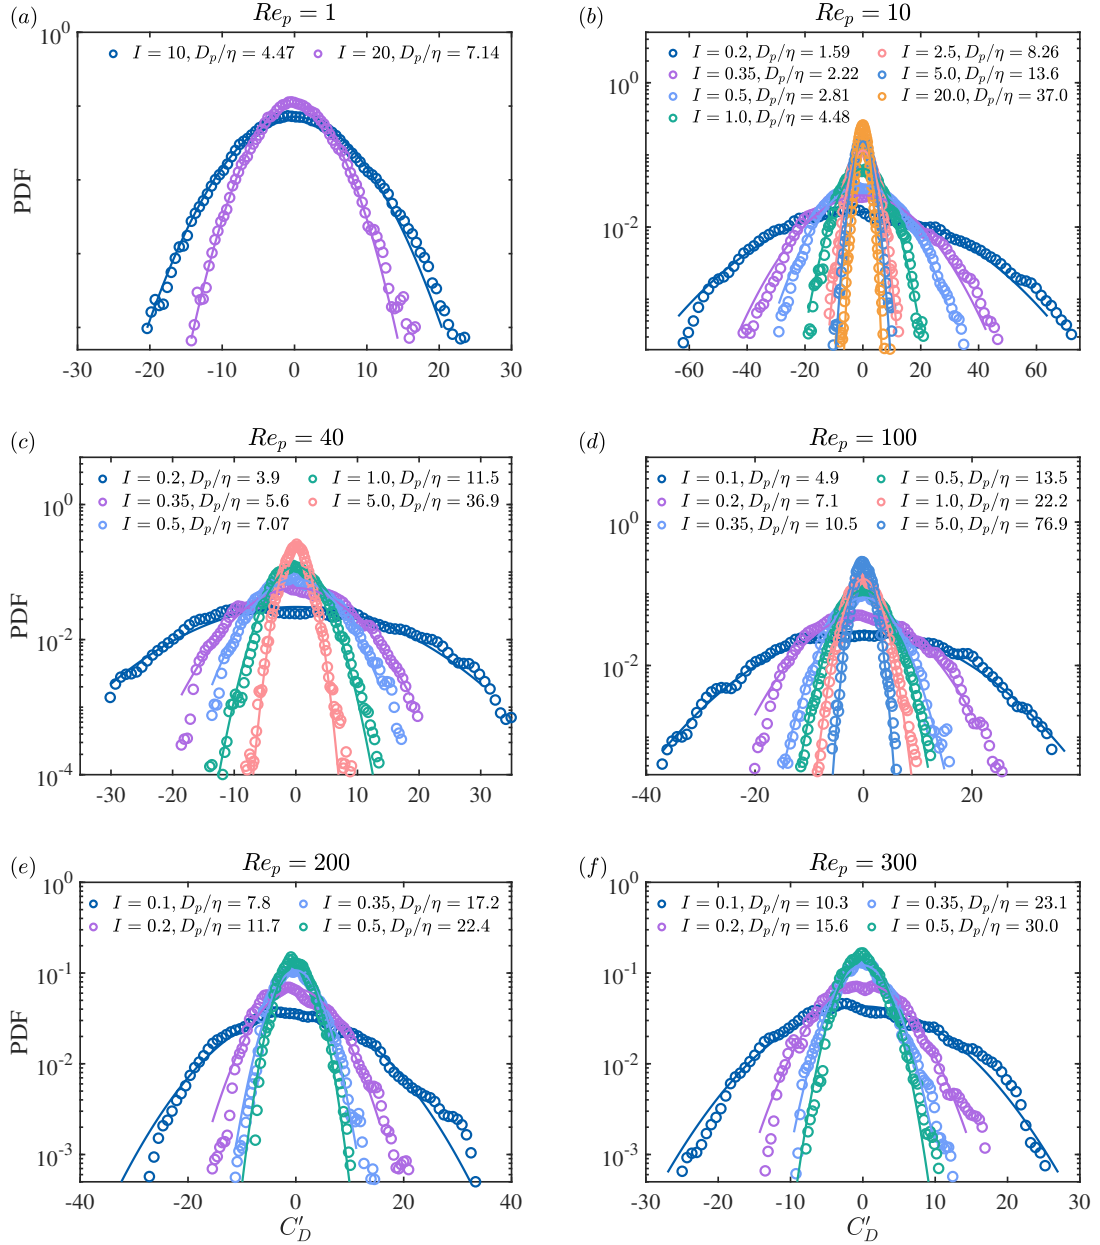 (a) Re_p = 1
10^0
I = 10, D_p/η = 4.47 I = 20, D_p/η = 7.14
PDF
-30 -20 -10 0 10 20 30
(b) Re_p = 10
I = 0.2, D_p/η = 1.59 I = 2.5, D_p/η = 8.26
I = 0.35, D_p/η = 2.22 I = 5.0, D_p/η = 13.6
I = 0.5, D_p/η = 2.81 I = 20.0, D_p/η = 37.0
I = 1.0, D_p/η = 4.48
10^0
10^-2
-60 -40 -20 0 20 40 60
(c) Re_p = 40
I = 0.2, D_p/η = 3.9 I = 1.0, D_p/η = 11.5
I = 0.35, D_p/η = 5.6 I = 5.0, D_p/η = 36.9
I = 0.5, D_p/η = 7.07
10^0
10^-2
10^-4
PDF
-30 -20 -10 0 10 20 30
(d) Re_p = 100
I = 0.1, D_p/η = 4.9 I = 0.5, D_p/η = 13.5
I = 0.2, D_p/η = 7.1 I = 1.0, D_p/η = 22.2
I = 0.35, D_p/η = 10.5 I = 5.0, D_p/η = 76.9
10^0
10^-2
-40 -20 0 20
(e) Re_p = 200
10^0
I = 0.1, D_p/η = 7.8 I = 0.35, D_p/η = 17.2
I = 0.2, D_p/η = 11.7 I = 0.5, D_p/η = 22.4
10^-1
10^-2
10^-3
PDF
-40 -20 0 20 40
C'_D
(f) Re_p = 300
10^0
I = 0.1, D_p/η = 10.3 I = 0.35, D_p/η = 23.1
I = 0.2, D_p/η = 15.6 I = 0.5, D_p/η = 30.0
10^-1
10^-2
10^-3
-30 -20 -10 0 10 20 30
C'_D